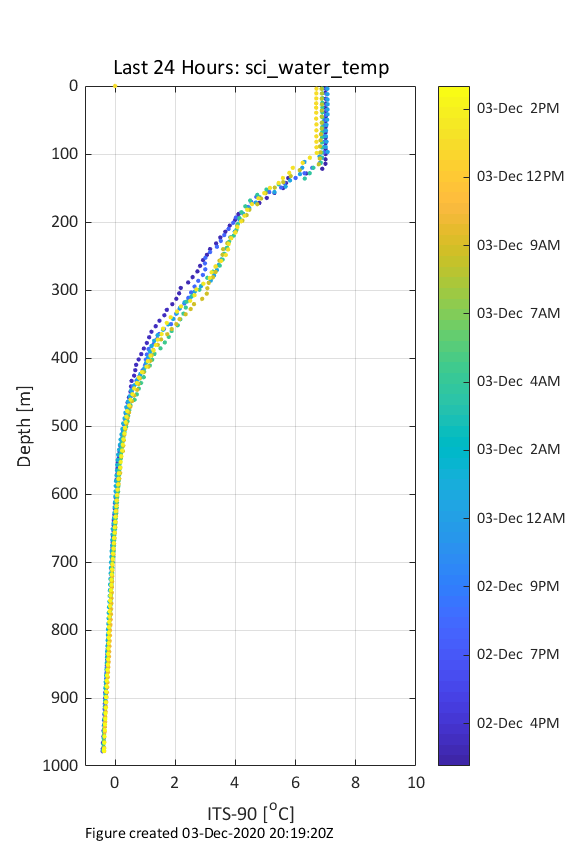 Last 24 Hours: sci_water_temp
0
100
200
300
400
500
600
700
800
900
1000
Depth [m]
0 2 4 6 8 10
ITS-90 [°C]
Figure created 03-Dec-2020 20:19:20Z
03-Dec 2PM
03-Dec 12PM
03-Dec 9AM
03-Dec 7AM
03-Dec 4AM
03-Dec 2AM
03-Dec 12AM
02-Dec 9PM
02-Dec 7PM
02-Dec 4PM